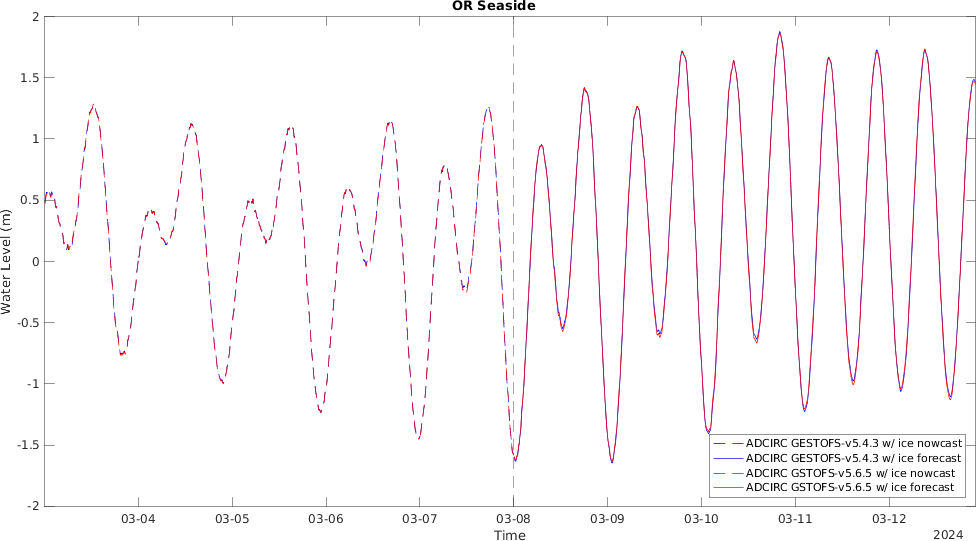 OR Seaside
2
1.5
1
0.5
0
-0.5
-1
-1.5
-2
Water Level (m)
03-04 03-05 03-06 03-07 03-08 03-09 03-10 03-11 03-12
Time
2024
ADCIRC GESTOFS-v5.4.3 w/ ice nowcast
ADCIRC GESTOFS-v5.4.3 w/ ice forecast
ADCIRC GSTOFS-v5.6.5 w/ ice nowcast
ADCIRC GSTOFS-v5.6.5 w/ ice forecast